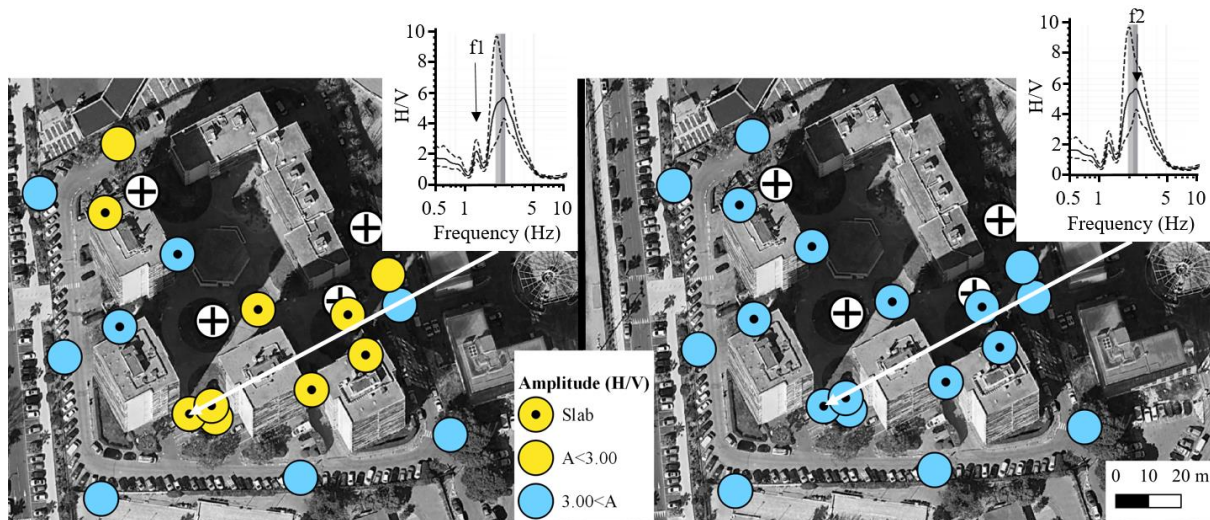 10
8
6
4
2
0
H/V
f1
0.5 1 5 10
Frequency (Hz)
10
8
6
4
2
0
H/V
f2
0.5 1 5 10
Frequency (Hz)
Amplitude (H/V)
Slab
A<3.00
3.00<A
0 10 20 m